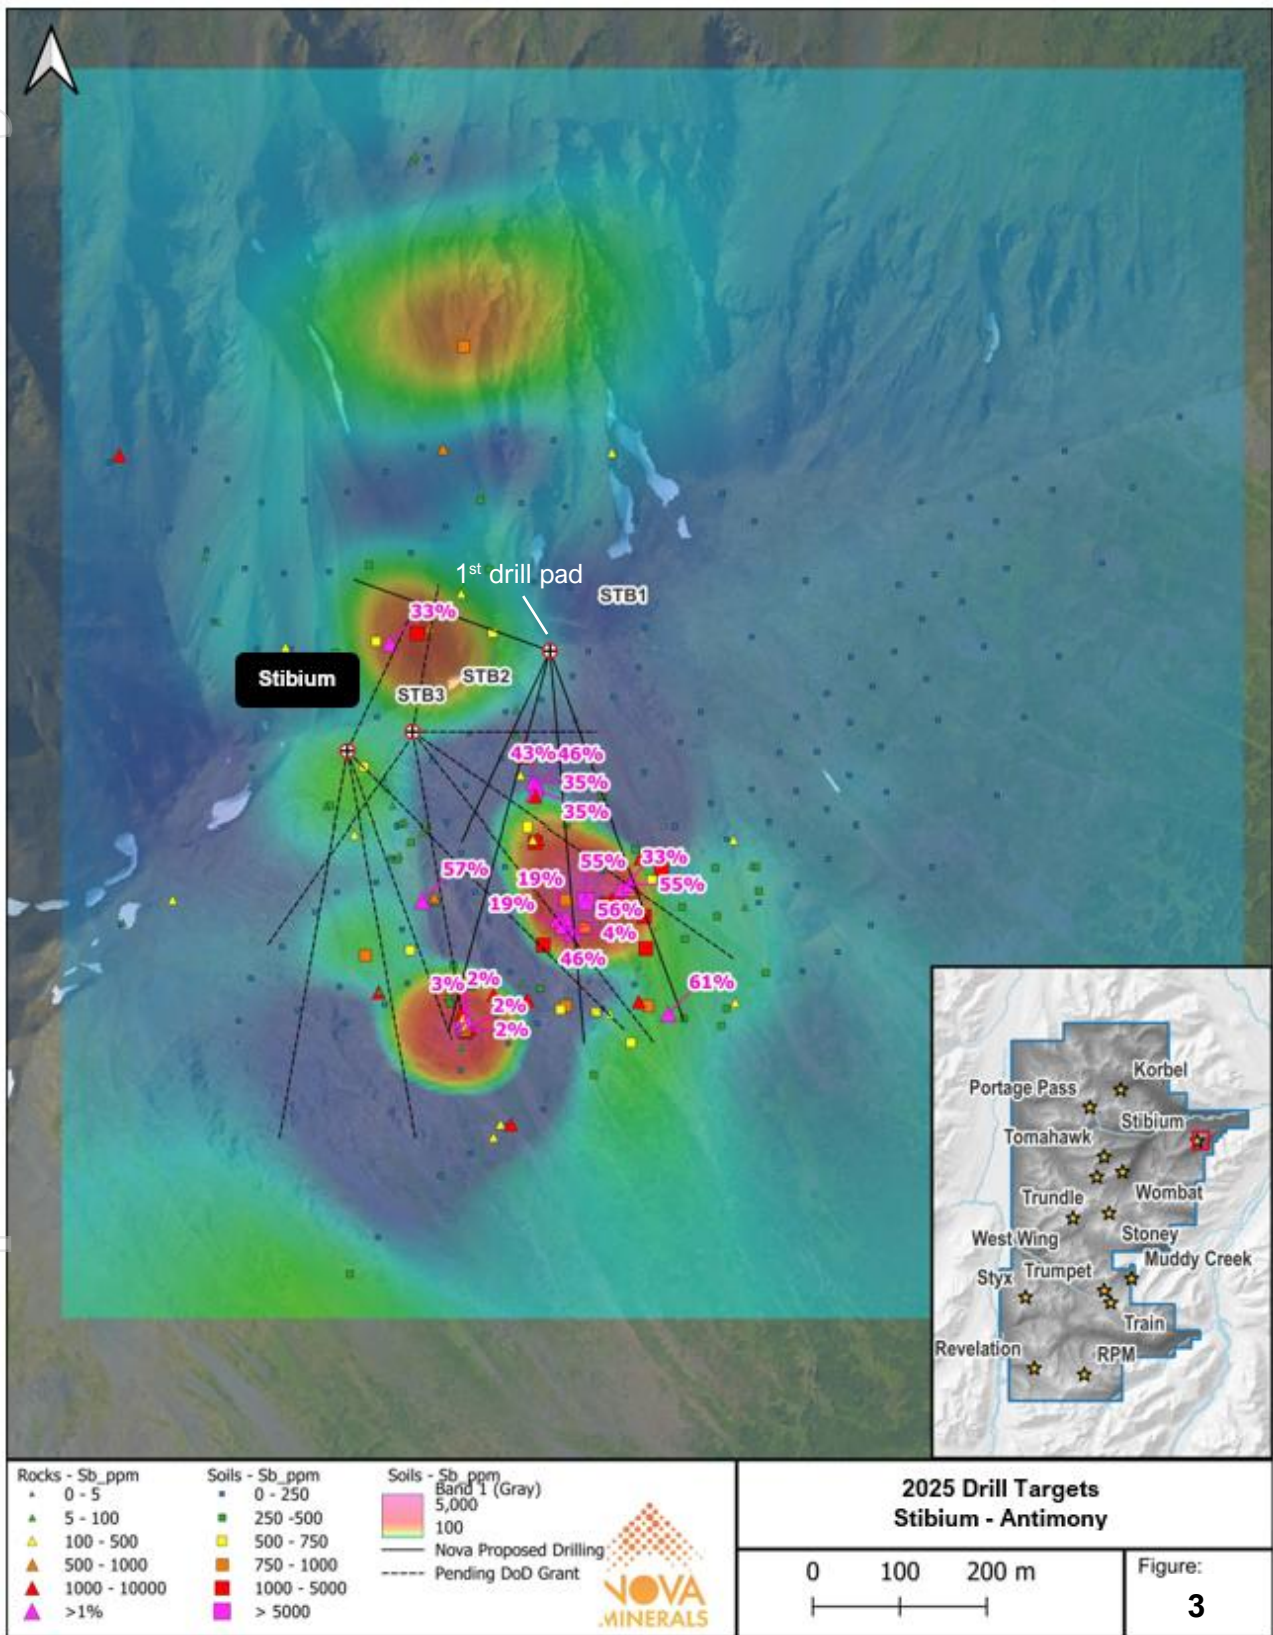 1st drill pad
STB1
33%
STB2
Stibium
STB3
43% 46%
35%
35%
57%
55% 33%
19%
55%
19%
56%
4%
46%
3% 2%
61%
2%
2%
Korbel
Portage Pass
Stibium
Tomahawk
Wombat
Trundle
Stoney
West Wing
Muddy Creek
Styx Trumpet
Train
Revelation
RPM
Rocks - Sb_ppm
0 - 5
5 - 100
100 - 500
500 - 1000
1000 - 10000
>1%
Soils - Sb_ppm
0 - 250
250 -500
500 - 750
750 - 1000
1000 - 5000
> 5000
Soils - Sb_ppm
Band 1 (Gray)
5,000
100
Nova Proposed Drilling
Pending DoD Grant
NOVA
MINERALS
2025 Drill Targets
Stibium - Antimony
0 100 200 m
Figure:
3